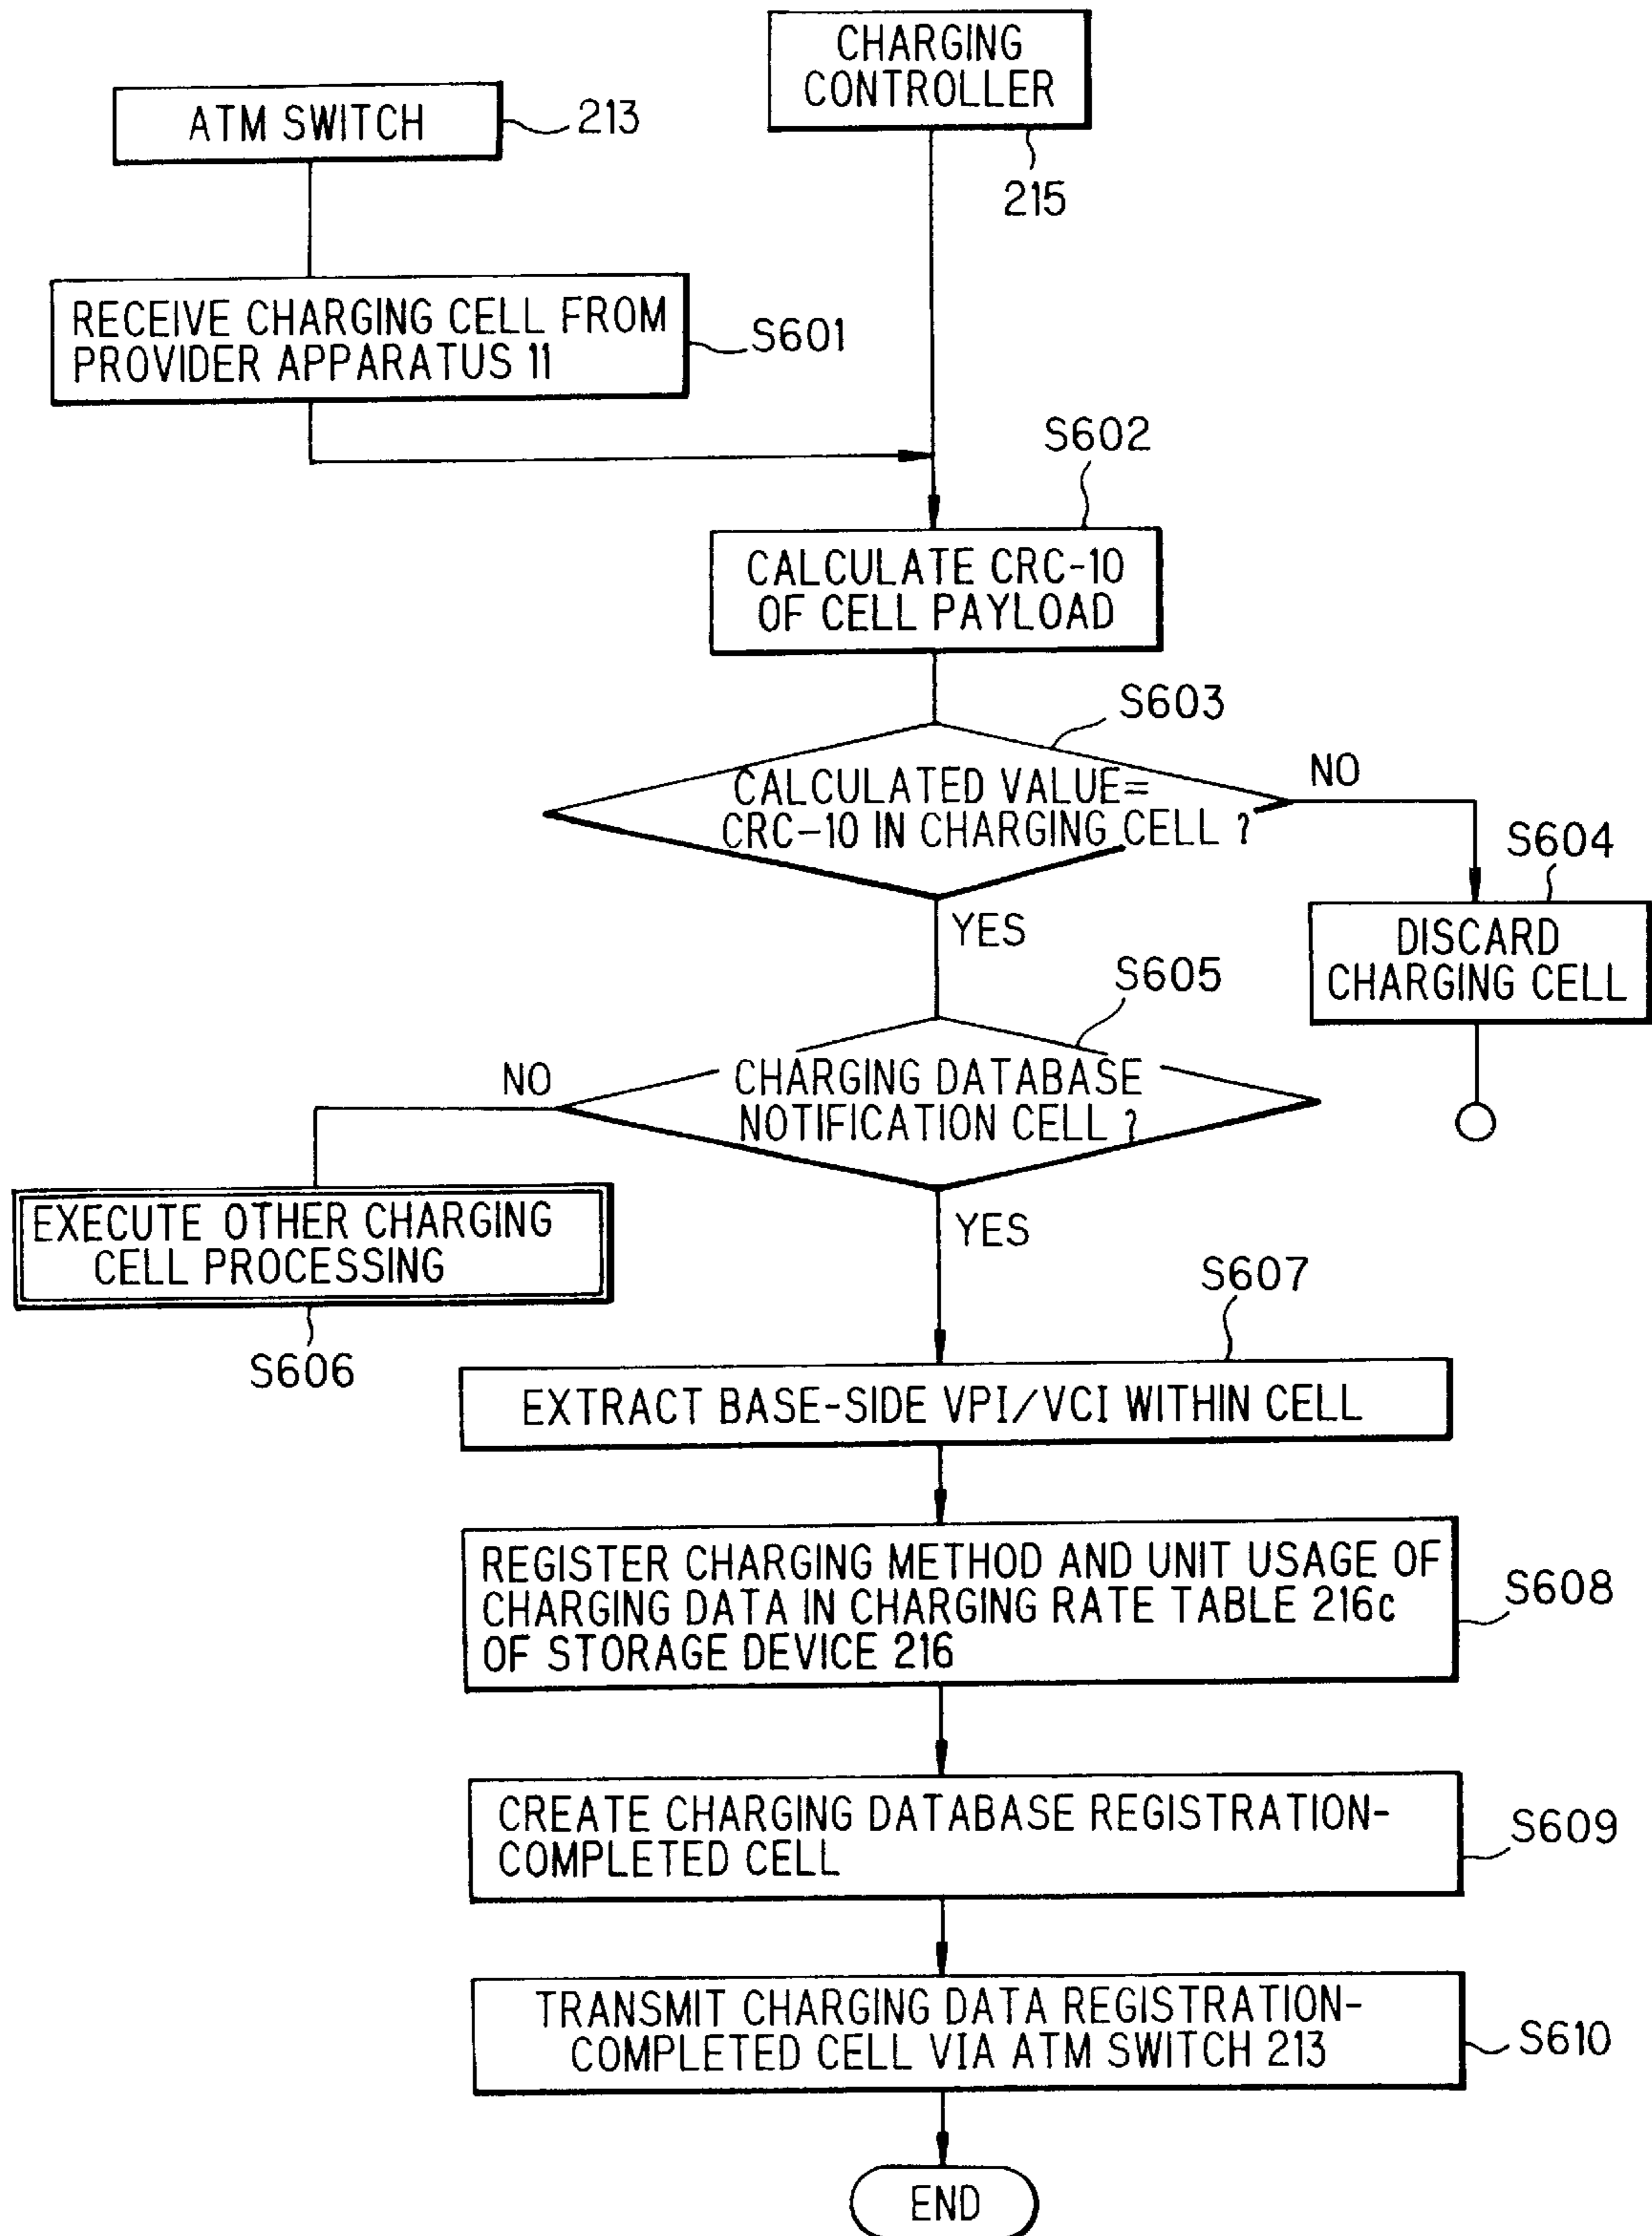 CHARGING
CONTROLLER
215
ATM SWITCH
213
RECEIVE CHARGING CELL FROM
PROVIDER APPARATUS 11
S601
S602
CALCULATE CRC-10
OF CELL PAYLOAD
S603
CALCULATED VALUE=
CRC-10 IN CHARGING CELL ?
NO
YES
S604
DISCARD
CHARGING CELL
S605
CHARGING DATABASE
NOTIFICATION CELL ?
NO
YES
EXECUTE OTHER CHARGING
CELL PROCESSING
S606
S607
EXTRACT BASE-SIDE VPI/VCI WITHIN CELL
REGISTER CHARGING METHOD AND UNIT USAGE OF
CHARGING DATA IN CHARGING RATE TABLE 216c
OF STORAGE DEVICE 216
S608
CREATE CHARGING DATABASE REGISTRATION-
COMPLETED CELL
S609
TRANSMIT CHARGING DATA REGISTRATION-
COMPLETED CELL VIA ATM SWITCH 213
S610
END